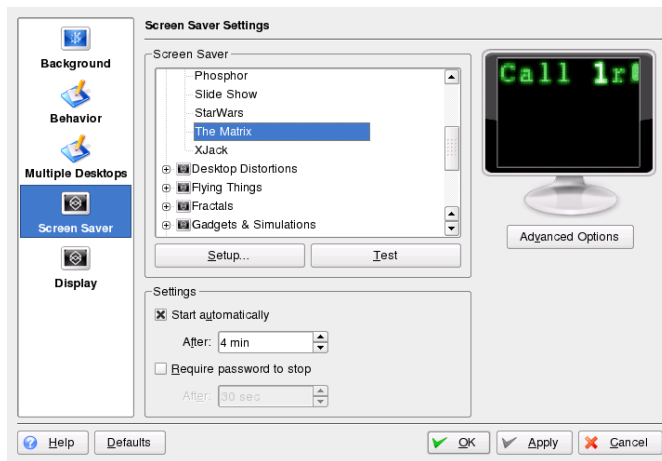 Screen Saver Settings
Background
Behavior
Multiple Desktops
Screen Saver
Display
Screen Saver
Phosphor
Slide Show
StarWars
The Matrix
XJack
Desktop Distortions
Flying Things
Fractals
Gadgets & Simulations
Setup...
Test
Call 1r
Advanced Options
Settings
Start automatically
After: 4 min
Require password to stop
After: 30 sec
Help
Defaults
OK
Apply
Cancel